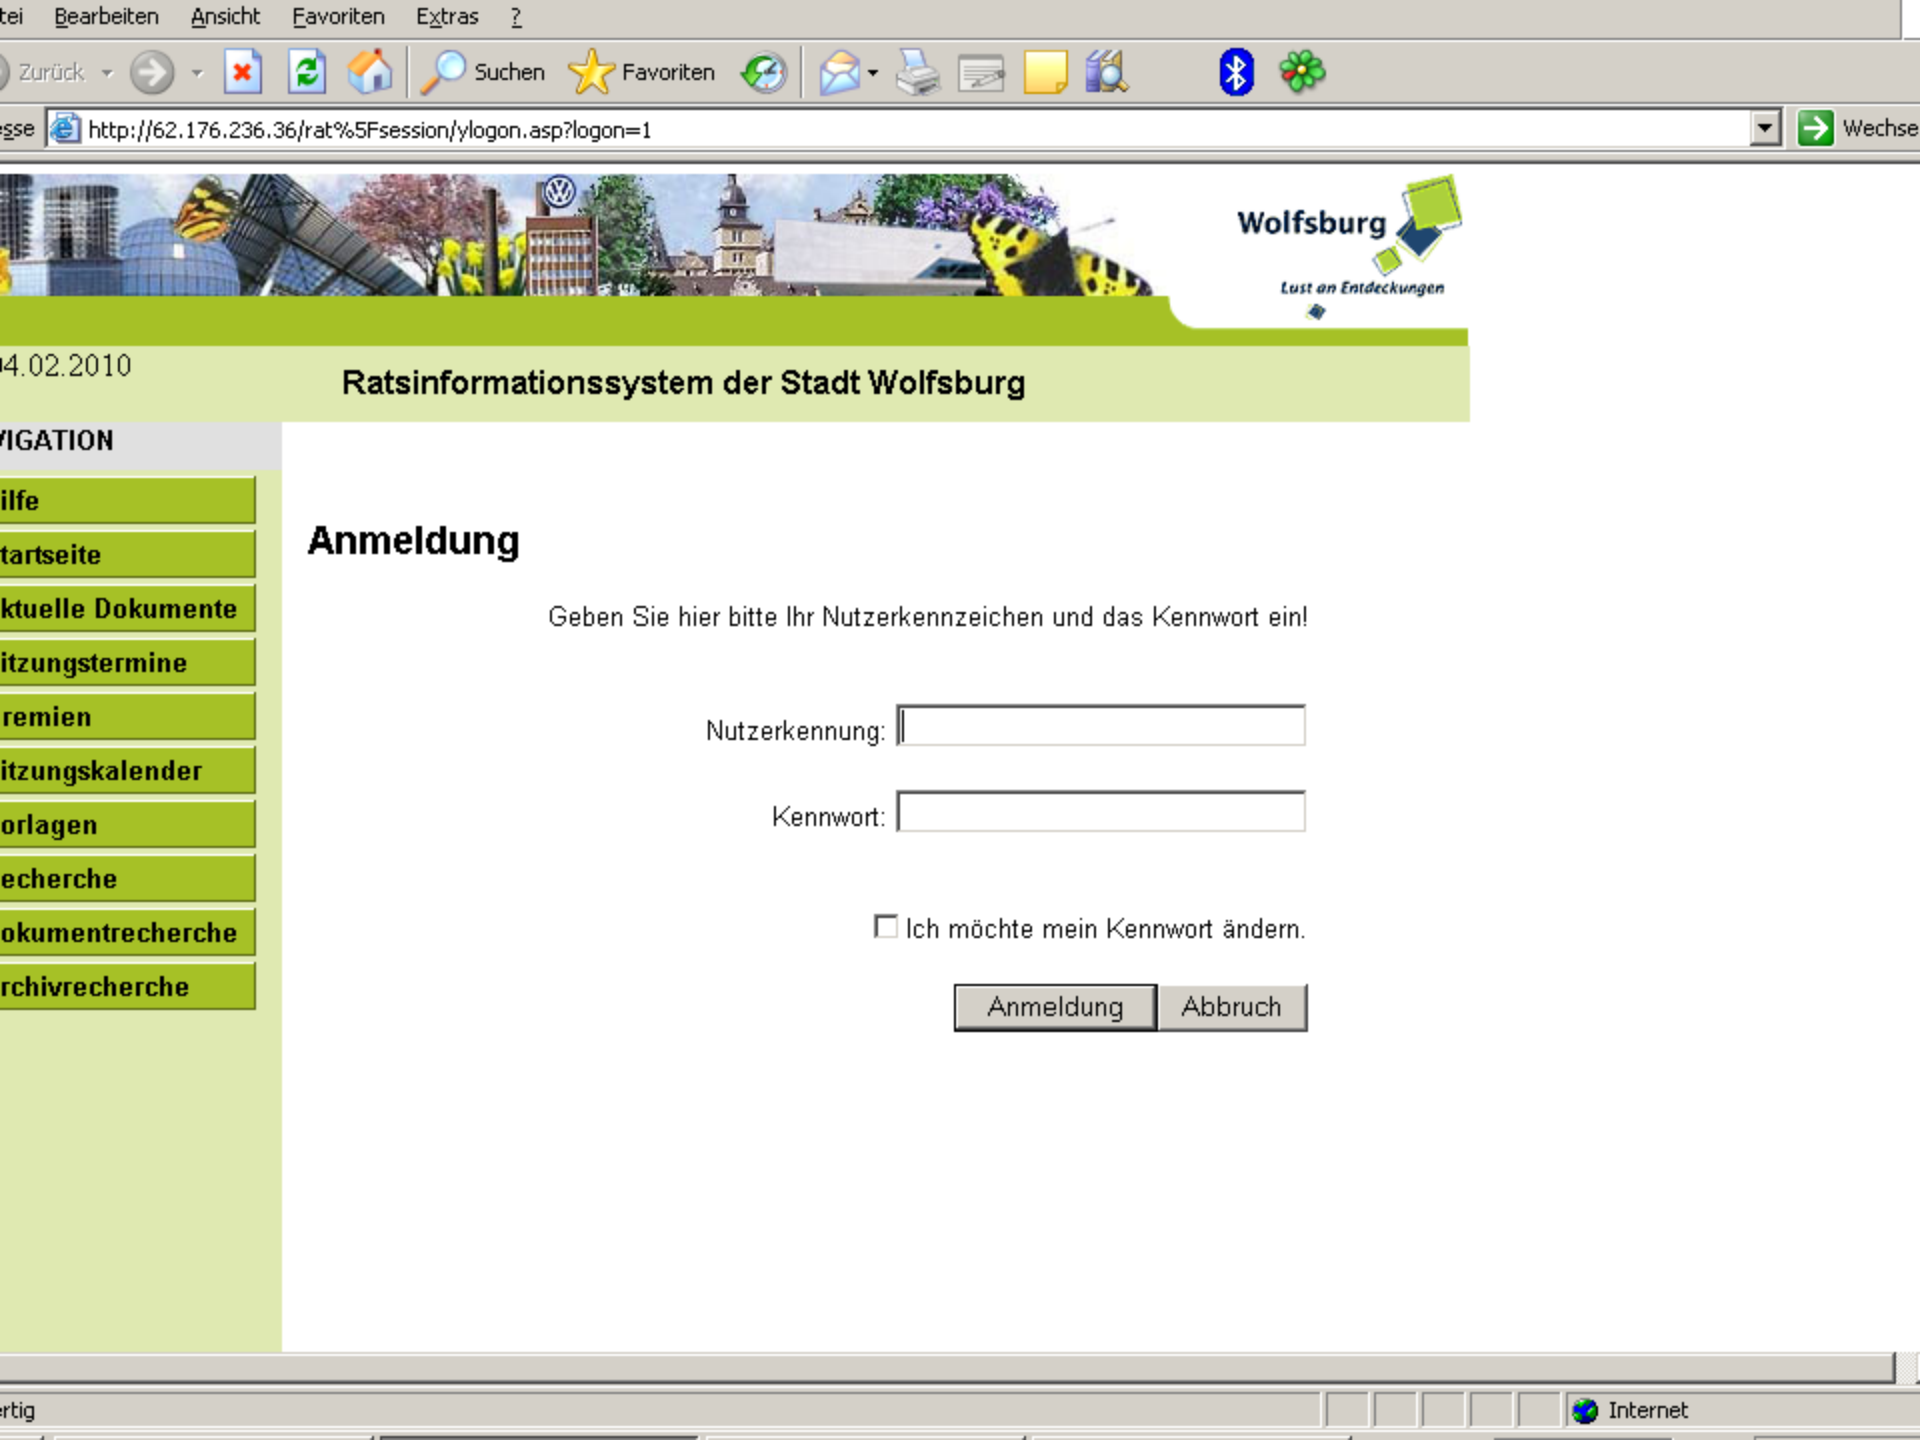 tei Bearbeiten Ansicht Favoriten Extras ?
Zurück Suchen Favoriten
esse http://62.176.236.36/rat%5Fsession/ylogon.asp?logon=1 Wechse
Wolfsburg
Lust an Entdeckungen
04.02.2010
Ratsinformationssystem der Stadt Wolfsburg
VIGATION
ilfe
tartseite
ktuelle Dokumente
itzungstermine
remien
itzungskalender
orlagen
echerche
okumentrecherche
rchivrecherche
Anmeldung
Geben Sie hier bitte Ihr Nutzerkennzeichen und das Kennwort ein!
Nutzerkennung:
Kennwort:
Ich möchte mein Kennwort ändern.
Anmeldung Abbruch
ertig Internet